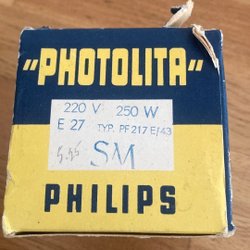 "PHOTOLITA"
220 V 250 W
E 27 TYP. PF 217 E/43
SM
PHILIPS